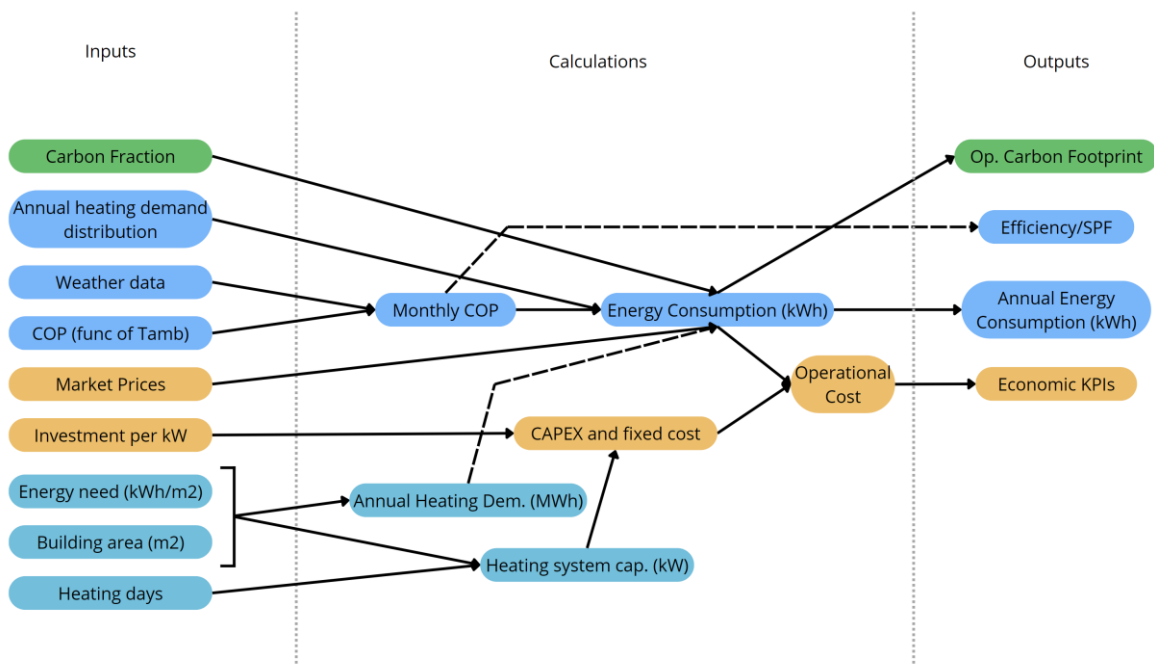 Inputs
Calculations
Outputs
Carbon Fraction
Op. Carbon Footprint
Annual heating demand
distribution
Efficiency/SPF
Weather data
Monthly COP
Energy Consumption (kWh)
Annual Energy
Consumption (kWh)
COP (func of Tamb)
Market Prices
Operational
Cost
Economic KPIs
Investment per kW
CAPEX and fixed cost
Energy need (kWh/m2)
Annual Heating Dem. (MWh)
Building area (m2)
Heating system cap. (kW)
Heating days